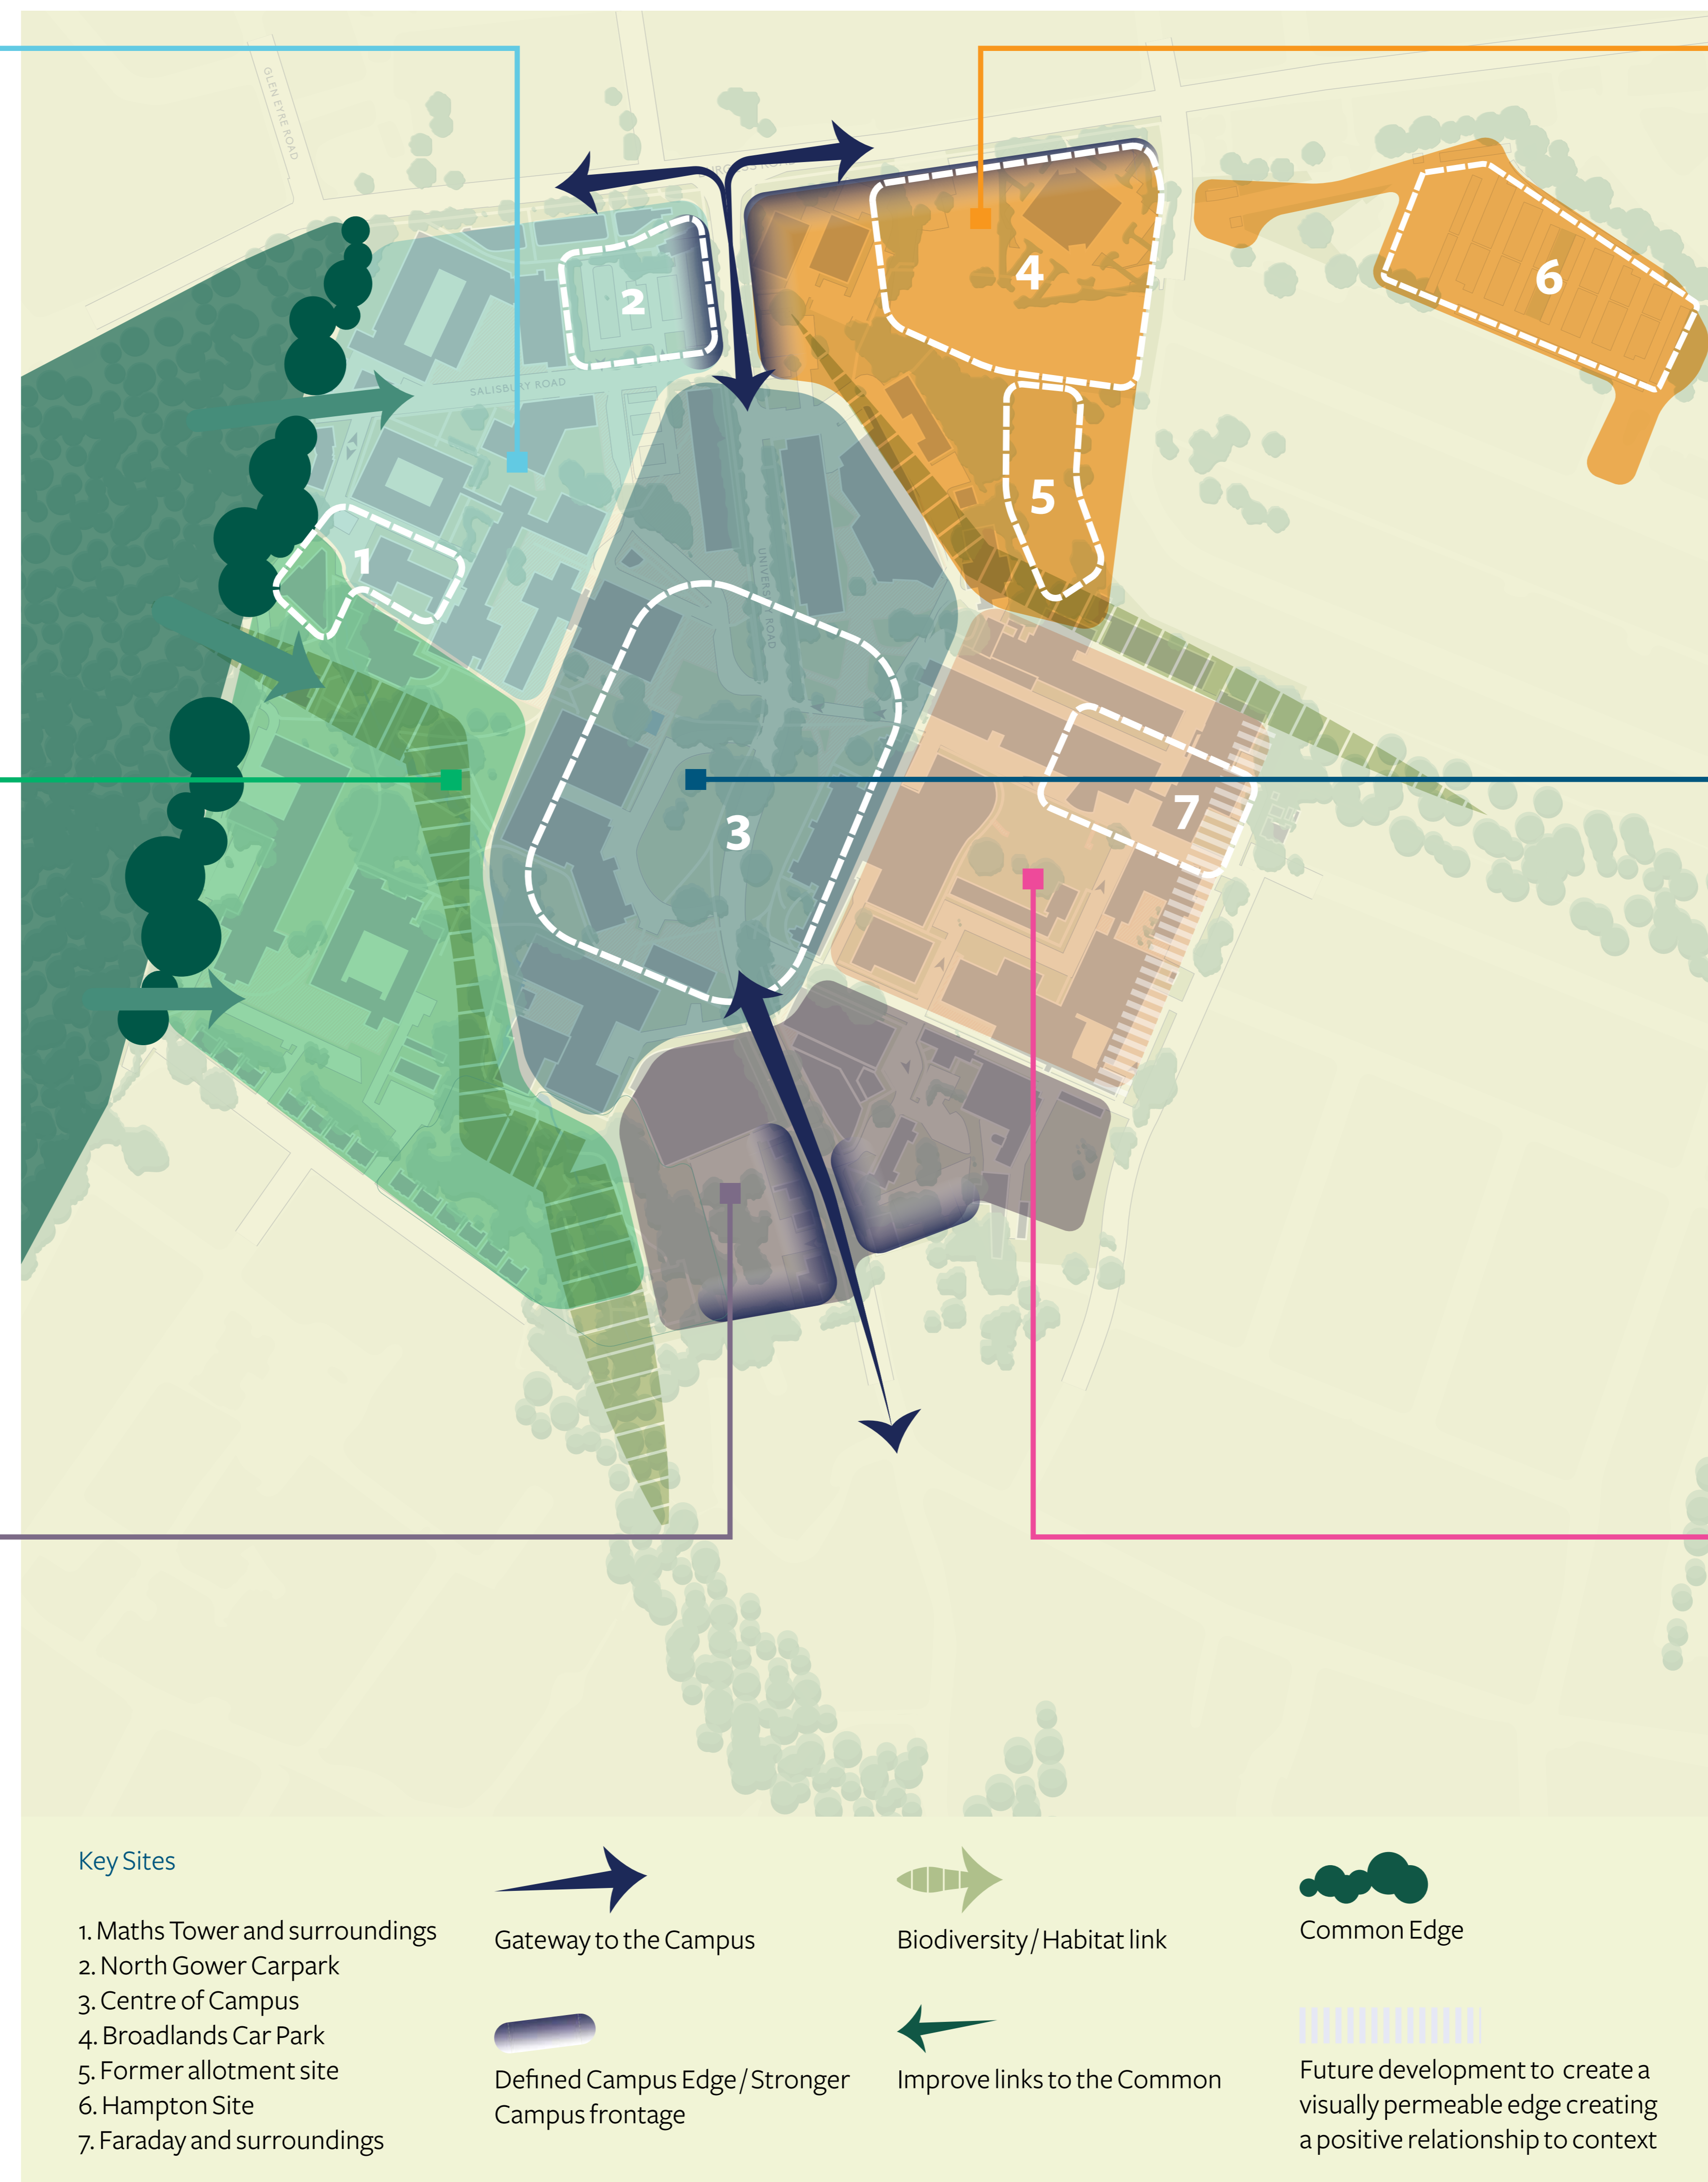 GLEN EYRE ROAD
2
4
6
SALISBURY ROAD
5
1
UNIVERSITY ROAD
3
7
Key Sites
1. Maths Tower and surroundings
2. North Gower Carpark
3. Centre of Campus
4. Broadlands Car Park
5. Former allotment site
6. Hampton Site
7. Faraday and surroundings
Gateway to the Campus
Defined Campus Edge / Stronger
Campus frontage
Biodiversity / Habitat link
Improve links to the Common
Common Edge
Future development to create a
visually permeable edge creating
a positive relationship to context